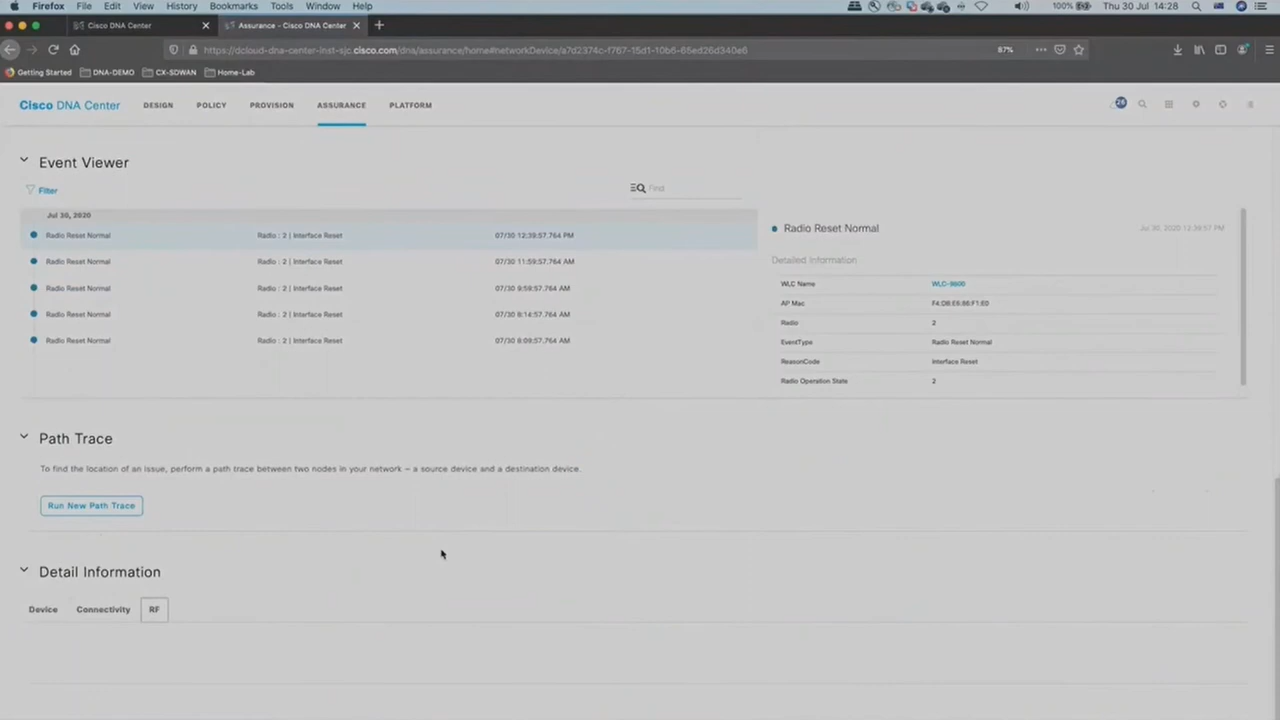 Firefox File Edit View History Bookmarks Tools Window Help 100% Thu 30 Jul 14:28
Cisco DNA Center
Assurance - Cisco DNA Center
https://dcloud-dna-center-inst-sjc.cisco.com/dna/assurance/home#networkDevice/a7d2374c-f767-15d1-10b6-65ed26d340e6 67%
Getting Started DNA-DEMO CX-SDWAN Home-Lab
Cisco DNA Center DESIGN POLICY PROVISION ASSURANCE PLATFORM
Event Viewer
Filter Find
Jul 30, 2020
Radio Reset Normal Radio : 2 | Interface Reset 07/30 12:39:57.764 PM
Radio Reset Normal Radio : 2 | Interface Reset 07/30 11:59:57.764 AM
Radio Reset Normal Radio : 2 | Interface Reset 07/30 9:59:57.764 AM
Radio Reset Normal Radio : 2 | Interface Reset 07/30 8:14:57.764 AM
Radio Reset Normal Radio : 2 | Interface Reset 07/30 8:09:57.764 AM
Radio Reset Normal Jul 30, 2020 12:39:57 PM
Detailed Information
WLC Name WLC-9800
AP Mac F4:DB:E6:88:F1:E0
Radio 2
EventType Radio Reset Normal
ReasonCode Interface Reset
Radio Operation State 2
Path Trace
To find the location of an issue, perform a path trace between two nodes in your network – a source device and a destination device.
Run New Path Trace
Detail Information
Device Connectivity RF